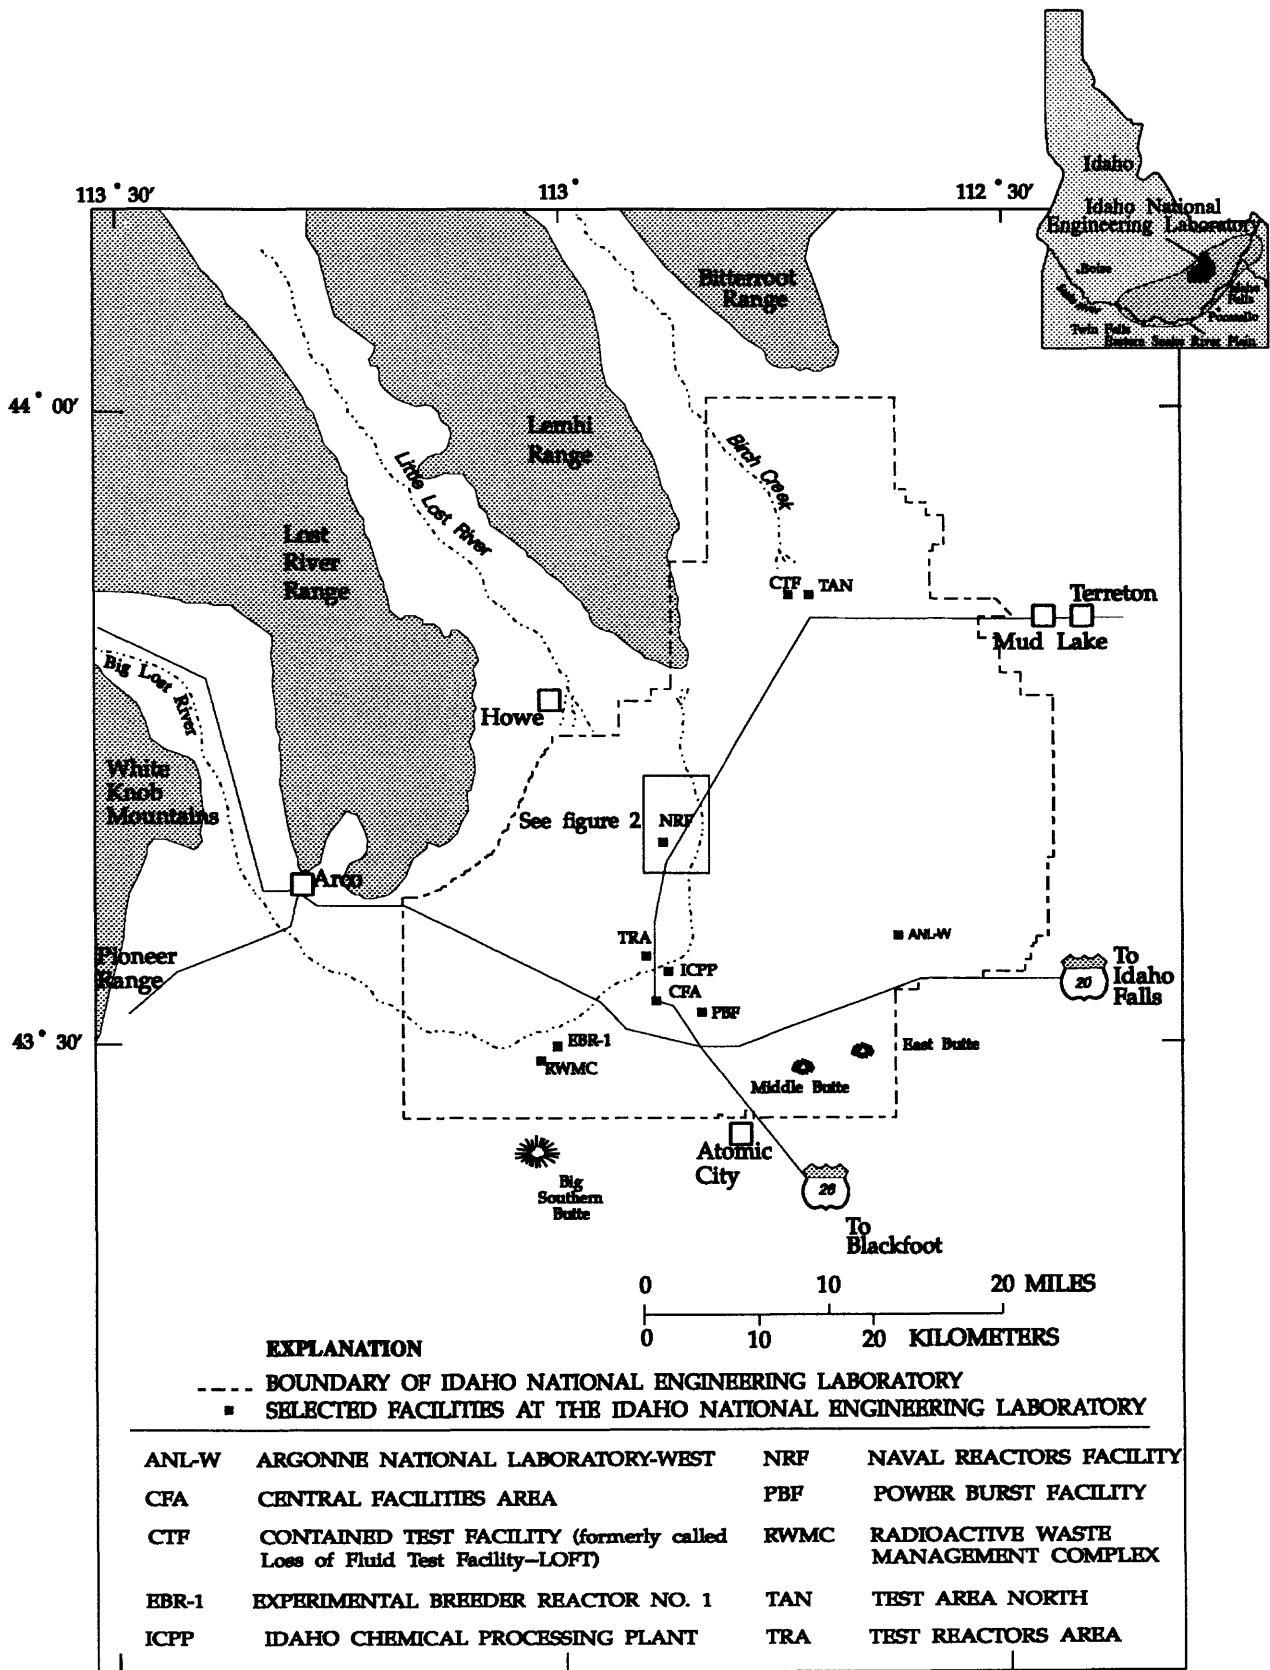 Idaho
Idaho National
Engineering Laboratory
Boise
Idaho
Falls
Pocatello
Twin Falls
Eastern Snake River Plain
113° 30′
113°
112° 30′
44° 00′
43° 30′
Bitterroot
Range
Lemhi
Range
Birch Creek
Little Lost River
Lost
River
Range
CTF
TAN
Terreton
Mud Lake
Big Lost River
Howe
White
Knob
Mountains
See figure 2
NRF
Arco
TRA
ANL-W
Pioneer
Range
ICPP
CFA
PBF
20
To
Idaho
Falls
EBR-1
RWMC
East Butte
Middle Butte
Atomic
City
Big
Southern
Butte
26
To
Blackfoot
0 10 20 MILES
0 10 20 KILOMETERS
EXPLANATION
BOUNDARY OF IDAHO NATIONAL ENGINEERING LABORATORY
SELECTED FACILITIES AT THE IDAHO NATIONAL ENGINEERING LABORATORY
ANL-W ARGONNE NATIONAL LABORATORY-WEST
NRF NAVAL REACTORS FACILITY
CFA CENTRAL FACILITIES AREA
PBF POWER BURST FACILITY
CTF CONTAINED TEST FACILITY (formerly called
Loss of Fluid Test Facility–LOFT)
RWMC RADIOACTIVE WASTE
MANAGEMENT COMPLEX
EBR-1 EXPERIMENTAL BREEDER REACTOR NO. 1
TAN TEST AREA NORTH
ICPP IDAHO CHEMICAL PROCESSING PLANT
TRA TEST REACTORS AREA